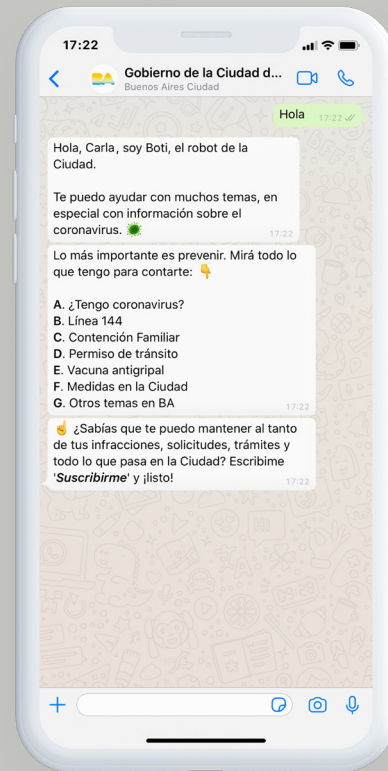 17:22
Gobierno de la Ciudad d...
Buenos Aires Ciudad
Hola
17:22
Hola, Carla, soy Boti, el robot de la
Ciudad.
Te puedo ayudar con muchos temas, en
especial con información sobre el
coronavirus.
17:22
Lo más importante es prevenir. Mirá todo lo
que tengo para contarte:
A. ¿Tengo coronavirus?
B. Línea 144
C. Contención Familiar
D. Permiso de tránsito
E. Vacuna antigripal
F. Medidas en la Ciudad
G. Otros temas en BA
17:22
¿Sabías que te puedo mantener al tanto
de tus infracciones, solicitudes, trámites y
todo lo que pasa en la Ciudad? Escribime
'Suscribirme' y ¡listo!
17:22